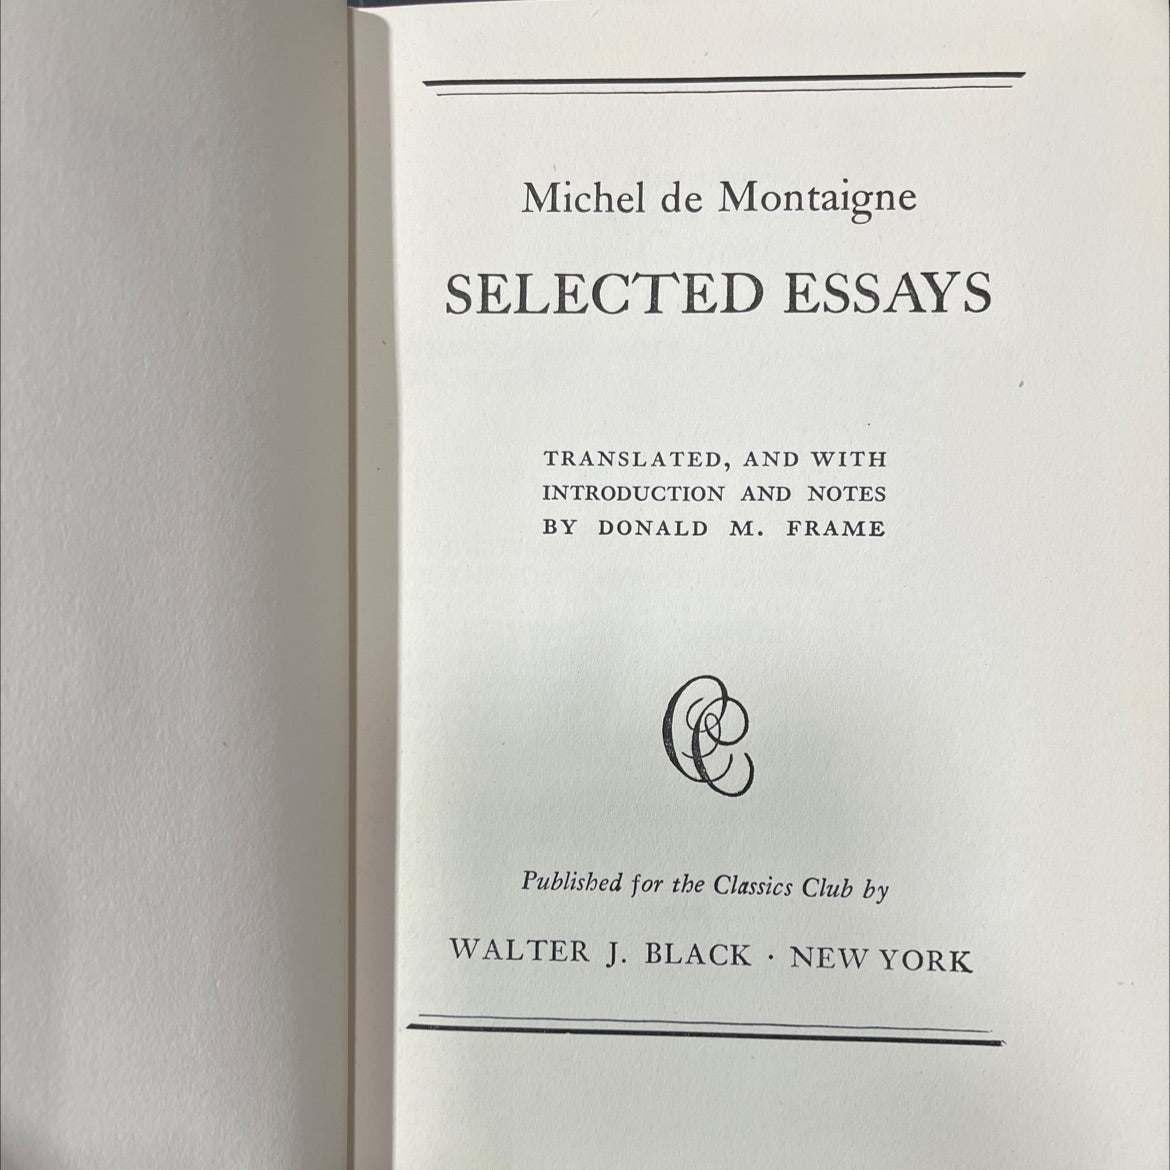 Michel de Montaigne
SELECTED ESSAYS
TRANSLATED, AND WITH
INTRODUCTION AND NOTES
BY DONALD M. FRAME
CC
Published for the Classics Club by
WALTER J. BLACK · NEW YORK